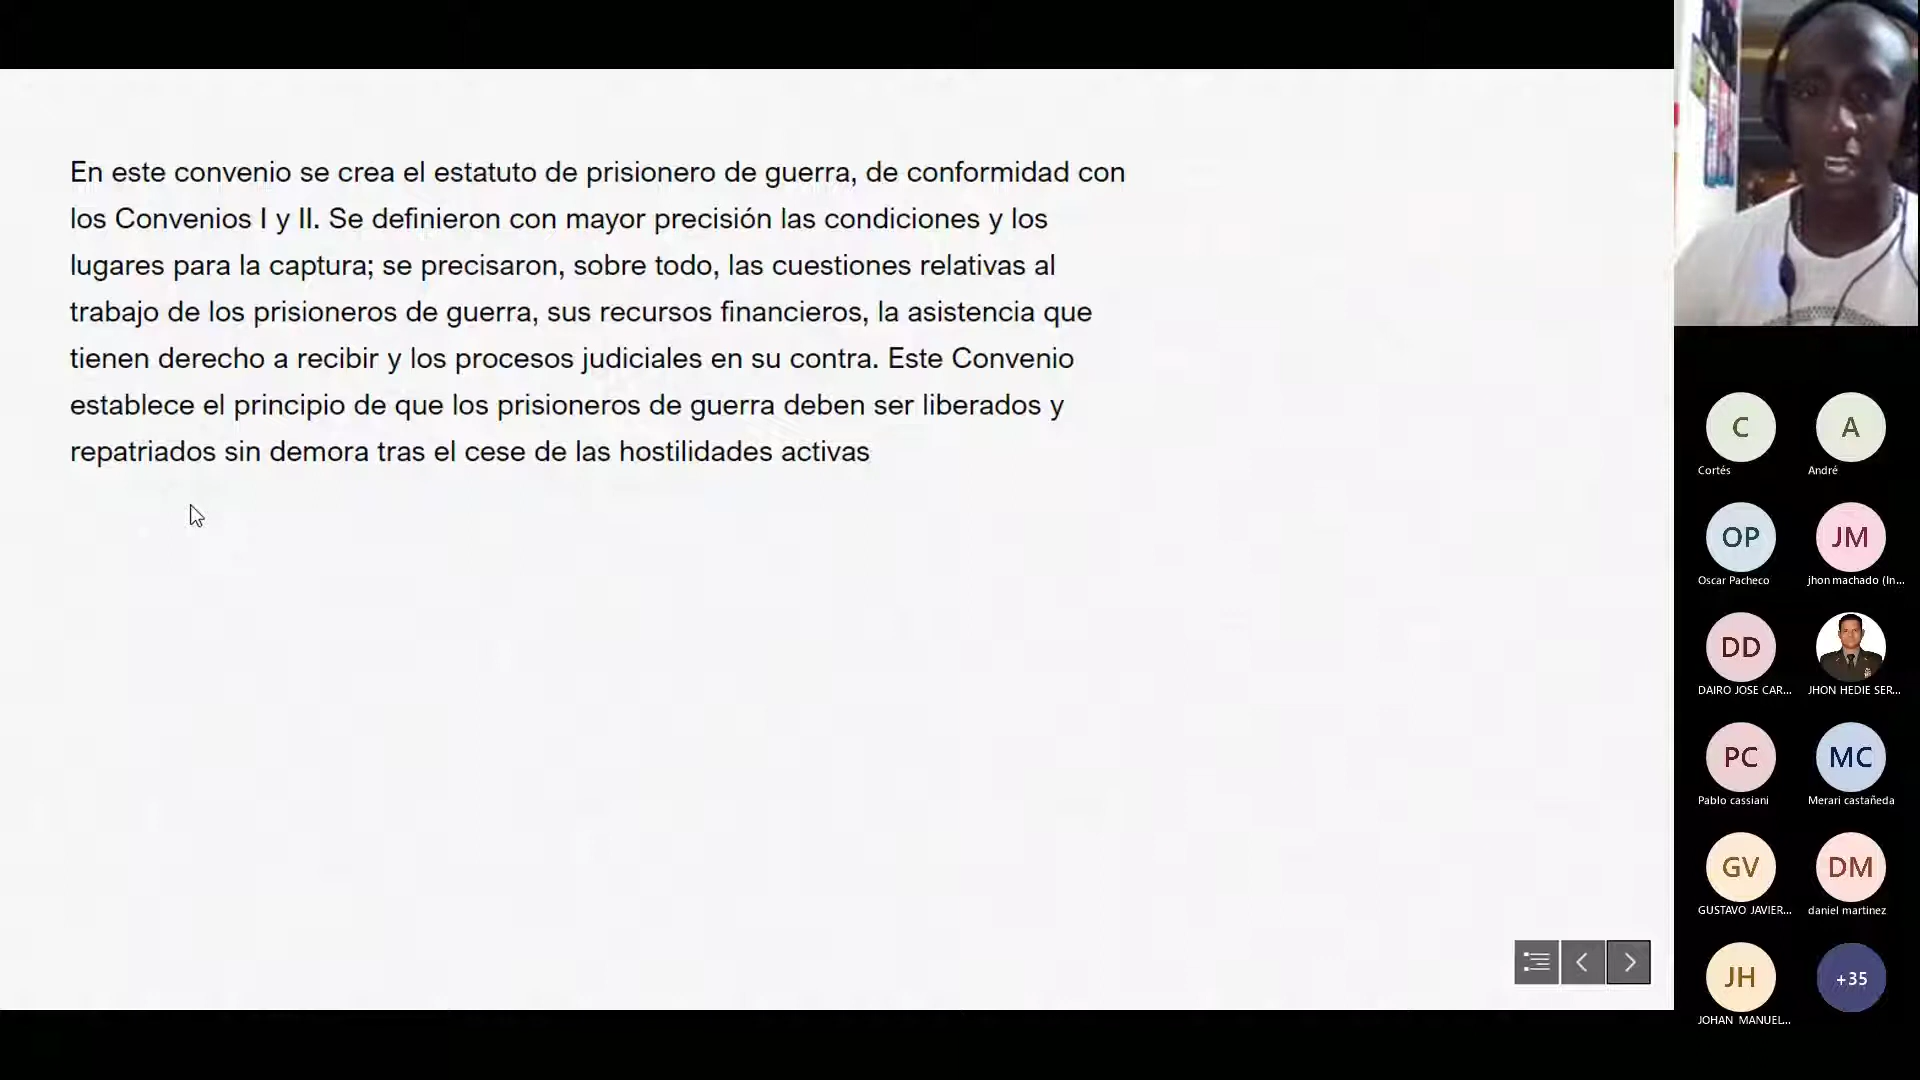 En este convenio se crea el estatuto de prisionero de guerra, de conformidad con
los Convenios I y II. Se definieron con mayor precisión las condiciones y los
lugares para la captura; se precisaron, sobre todo, las cuestiones relativas al
trabajo de los prisioneros de guerra, sus recursos financieros, la asistencia que
tienen derecho a recibir y los procesos judiciales en su contra. Este Convenio
establece el principio de que los prisioneros de guerra deben ser liberados y
repatriados sin demora tras el cese de las hostilidades activas
C
A
Cortés
André
OP
JM
Oscar Pacheco
jhon machado (In...
DD
DAIRO JOSE CAR...
JHON HEDIE SER...
PC
MC
Pablo cassiani
Merari castañeda
GV
DM
GUSTAVO JAVIER...
daniel martinez
JH
+35
JOHAN MANUEL...